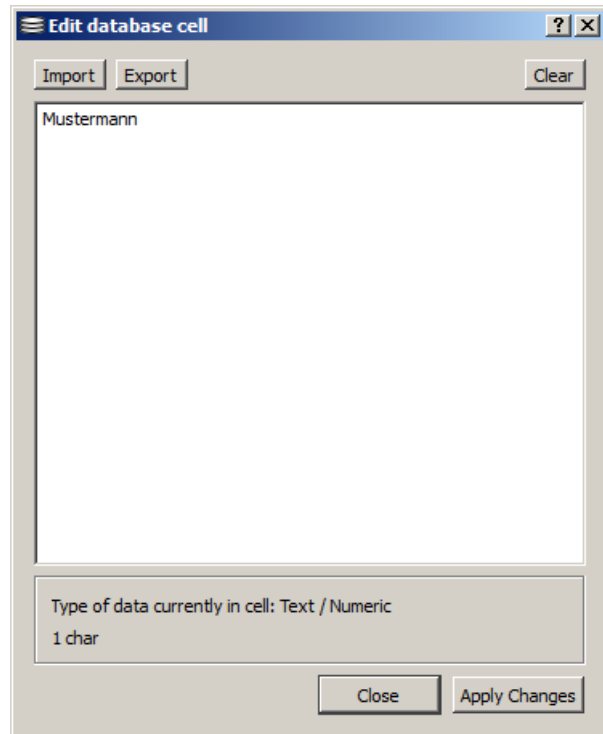 Edit database cell
Import Export Clear
Mustermann
Type of data currently in cell: Text / Numeric
1 char
Close Apply Changes